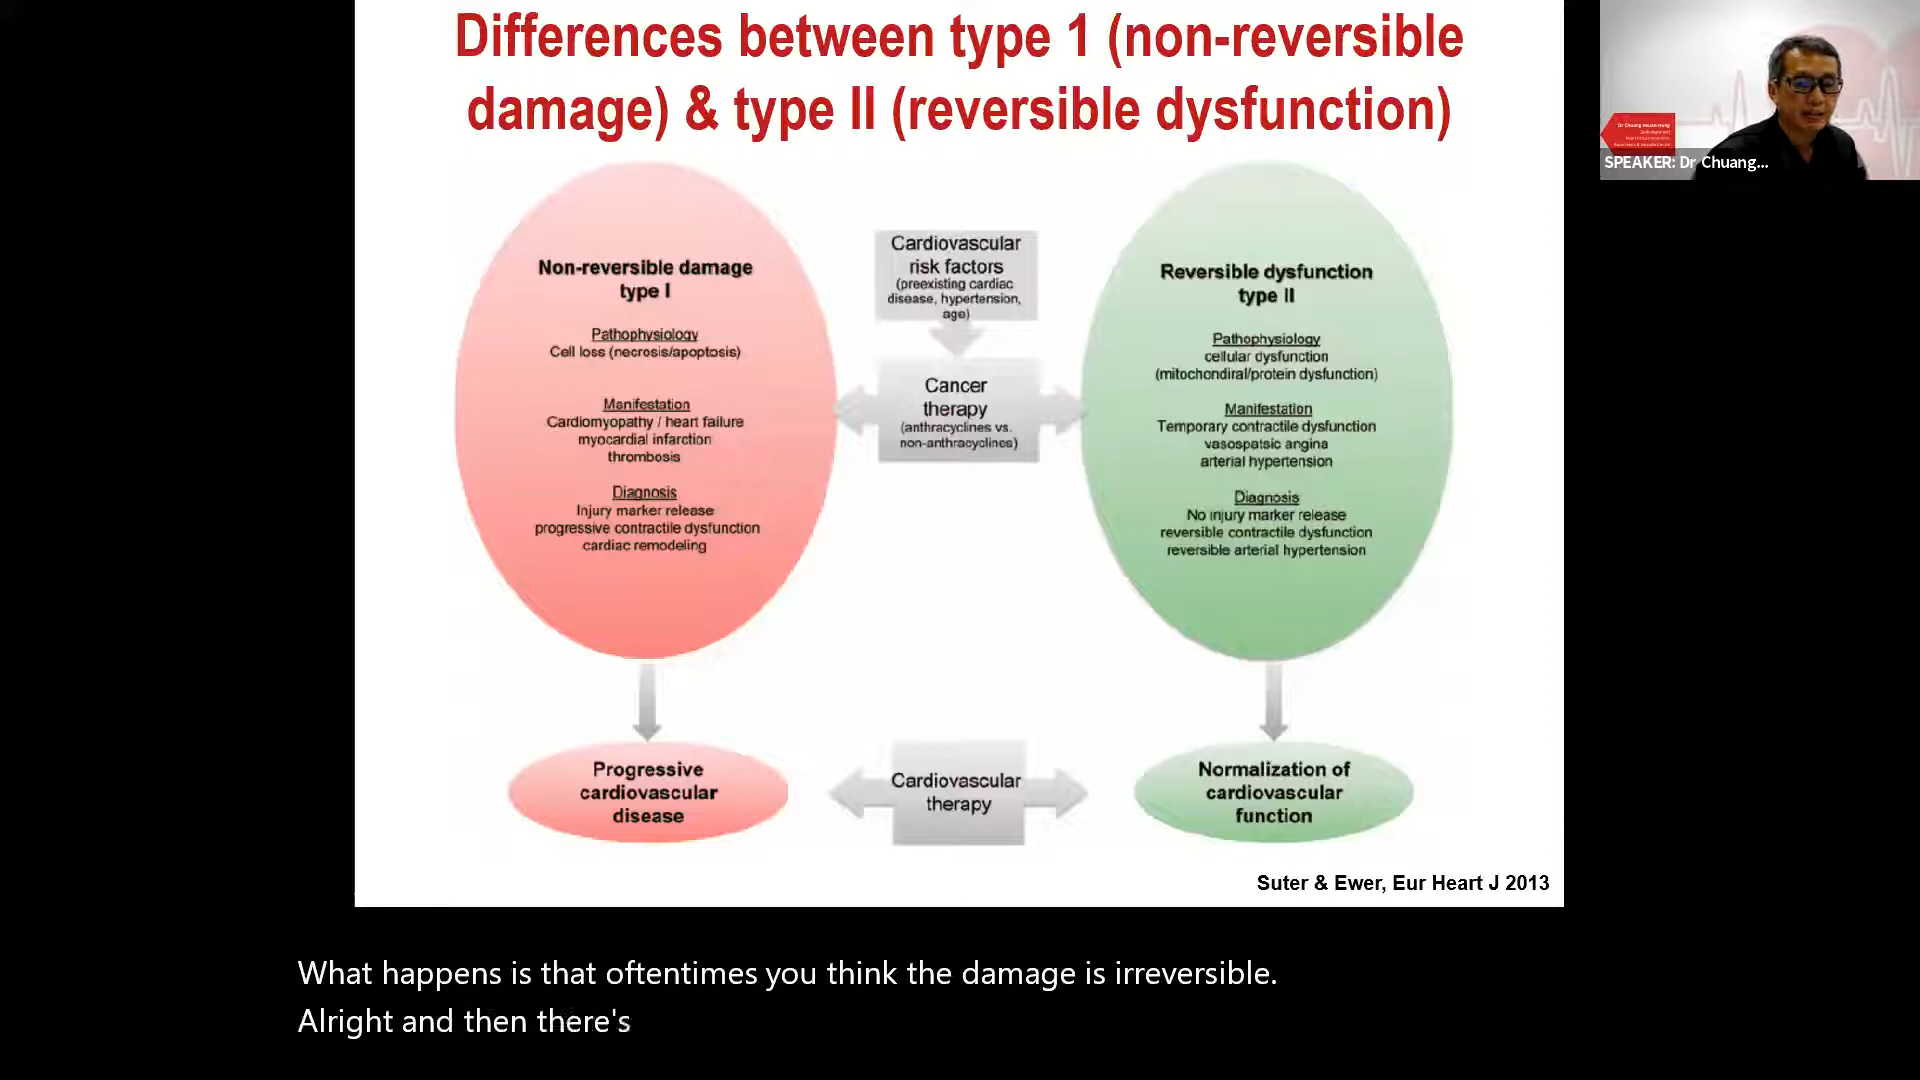 Differences between type 1 (non-reversible
damage) & type II (reversible dysfunction)
Non-reversible damage
type I
Pathophysiology
Cell loss (necrosis/apoptosis)
Manifestation
Cardiomyopathy / heart failure
myocardial infarction
thrombosis
Diagnosis
Injury marker release
progressive contractile dysfunction
cardiac remodeling
Cardiovascular
risk factors
(preexisting cardiac
disease, hypertension,
age)
Cancer
therapy
(anthracyclines vs.
non-anthracyclines)
Reversible dysfunction
type II
Pathophysiology
cellular dysfunction
(mitochondiral/protein dysfunction)
Manifestation
Temporary contractile dysfunction
vasospatsic angina
arterial hypertension
Diagnosis
No injury marker release
reversible contractile dysfunction
reversible arterial hypertension
Progressive
cardiovascular
disease
Cardiovascular
therapy
Normalization of
cardiovascular
function
Suter & Ewer, Eur Heart J 2013
SPEAKER: Dr Chuang...
What happens is that oftentimes you think the damage is irreversible.
Alright and then there's